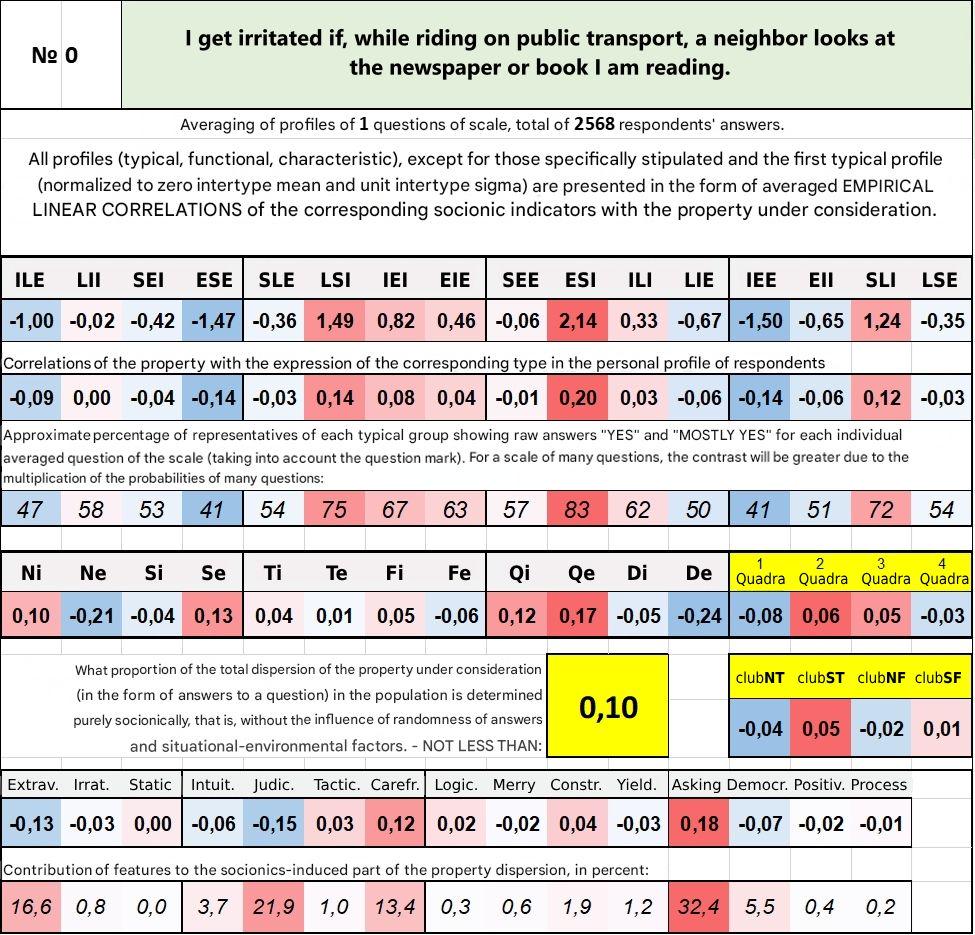 № 0
I get irritated if, while riding on public transport, a neighbor looks at
the newspaper or book I am reading.
Averaging of profiles of 1 questions of scale, total of 2568 respondents' answers.
All profiles (typical, functional, characteristic), except for those specifically stipulated and the first typical profile
(normalized to zero intertype mean and unit intertype sigma) are presented in the form of averaged EMPIRICAL
LINEAR CORRELATIONS of the corresponding socionic indicators with the property under consideration.
ILE LII SEI ESE SLE LSI IEI EIE SEE ESI ILI LIE IEE EII SLI LSE
-1,00 -0,02 -0,42 -1,47 -0,36 1,49 0,82 0,46 -0,06 2,14 0,33 -0,67 -1,50 -0,65 1,24 -0,35
Correlations of the property with the expression of the corresponding type in the personal profile of respondents
-0,09 0,00 -0,04 -0,14 -0,03 0,14 0,08 0,04 -0,01 0,20 0,03 -0,06 -0,14 -0,06 0,12 -0,03
Approximate percentage of representatives of each typical group showing raw answers "YES" and "MOSTLY YES" for each individual
averaged question of the scale (taking into account the question mark). For a scale of many questions, the contrast will be greater due to the
multiplication of the probabilities of many questions:
47 58 53 41 54 75 67 63 57 83 62 50 41 51 72 54
Ni Ne Si Se Ti Te Fi Fe Qi Qe Di De 1 Quadra 2 Quadra 3 Quadra 4 Quadra
0,10 -0,21 -0,04 0,13 0,04 0,01 0,05 -0,06 0,12 0,17 -0,05 -0,24 -0,08 0,06 0,05 -0,03
What proportion of the total dispersion of the property under consideration
(in the form of answers to a question) in the population is determined
purely socionically, that is, without the influence of randomness of answers
and situational-environmental factors. - NOT LESS THAN:
0,10
clubNT clubST clubNF clubSF
-0,04 0,05 -0,02 0,01
Extrav. Irrat. Static Intuit. Judic. Tactic. Carefr. Logic. Merry Constr. Yield. Asking Democr. Positiv. Process
-0,13 -0,03 0,00 -0,06 -0,15 0,03 0,12 0,02 -0,02 0,04 -0,03 0,18 -0,07 -0,02 -0,01
Contribution of features to the socionics-induced part of the property dispersion, in percent:
16,6 0,8 0,0 3,7 21,9 1,0 13,4 0,3 0,6 1,9 1,2 32,4 5,5 0,4 0,2